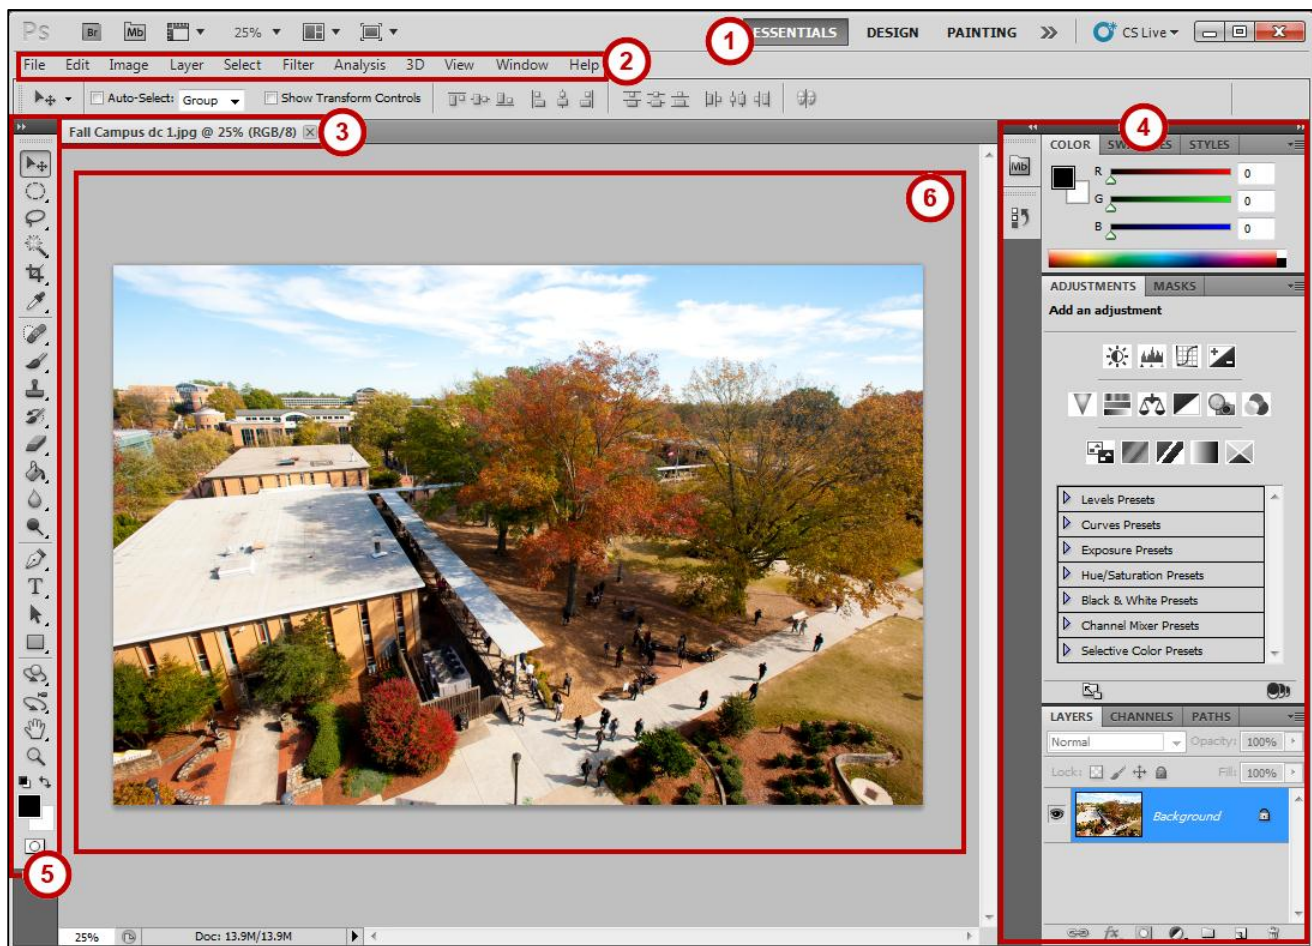 Ps Br Mb 25% ESSENTIALS DESIGN PAINTING CS Live
1
File Edit Image Layer Select Filter Analysis 3D View Window Help
2
Auto-Select: Group Show Transform Controls
Fall Campus dc 1.jpg @ 25% (RGB/8)
3
4
COLOR STYLES
Mb
R 0
G 0
B 0
6
ADJUSTMENTS MASKS
Add an adjustment
Levels Presets
Curves Presets
Exposure Presets
Hue/Saturation Presets
Black & White Presets
Channel Mixer Presets
Selective Color Presets
T
LAYERS CHANNELS PATHS
Normal Opacity: 100%
Lock: Fill: 100%
Background
5
25% Doc: 13.9M/13.9M
fx